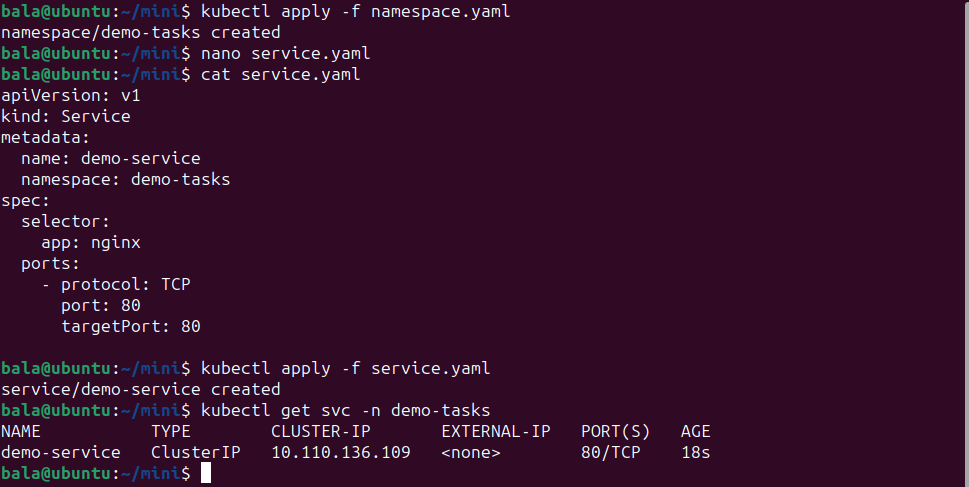 bala@ubuntu:~/mini$ kubectl apply -f namespace.yaml
namespace/demo-tasks created
bala@ubuntu:~/mini$ nano service.yaml
bala@ubuntu:~/mini$ cat service.yaml
apiVersion: v1
kind: Service
metadata:
  name: demo-service
  namespace: demo-tasks
spec:
  selector:
    app: nginx
  ports:
    - protocol: TCP
      port: 80
      targetPort: 80

bala@ubuntu:~/mini$ kubectl apply -f service.yaml
service/demo-service created
bala@ubuntu:~/mini$ kubectl get svc -n demo-tasks
NAME           TYPE        CLUSTER-IP       EXTERNAL-IP   PORT(S)   AGE
demo-service   ClusterIP   10.110.136.109   <none>        80/TCP    18s
bala@ubuntu:~/mini$